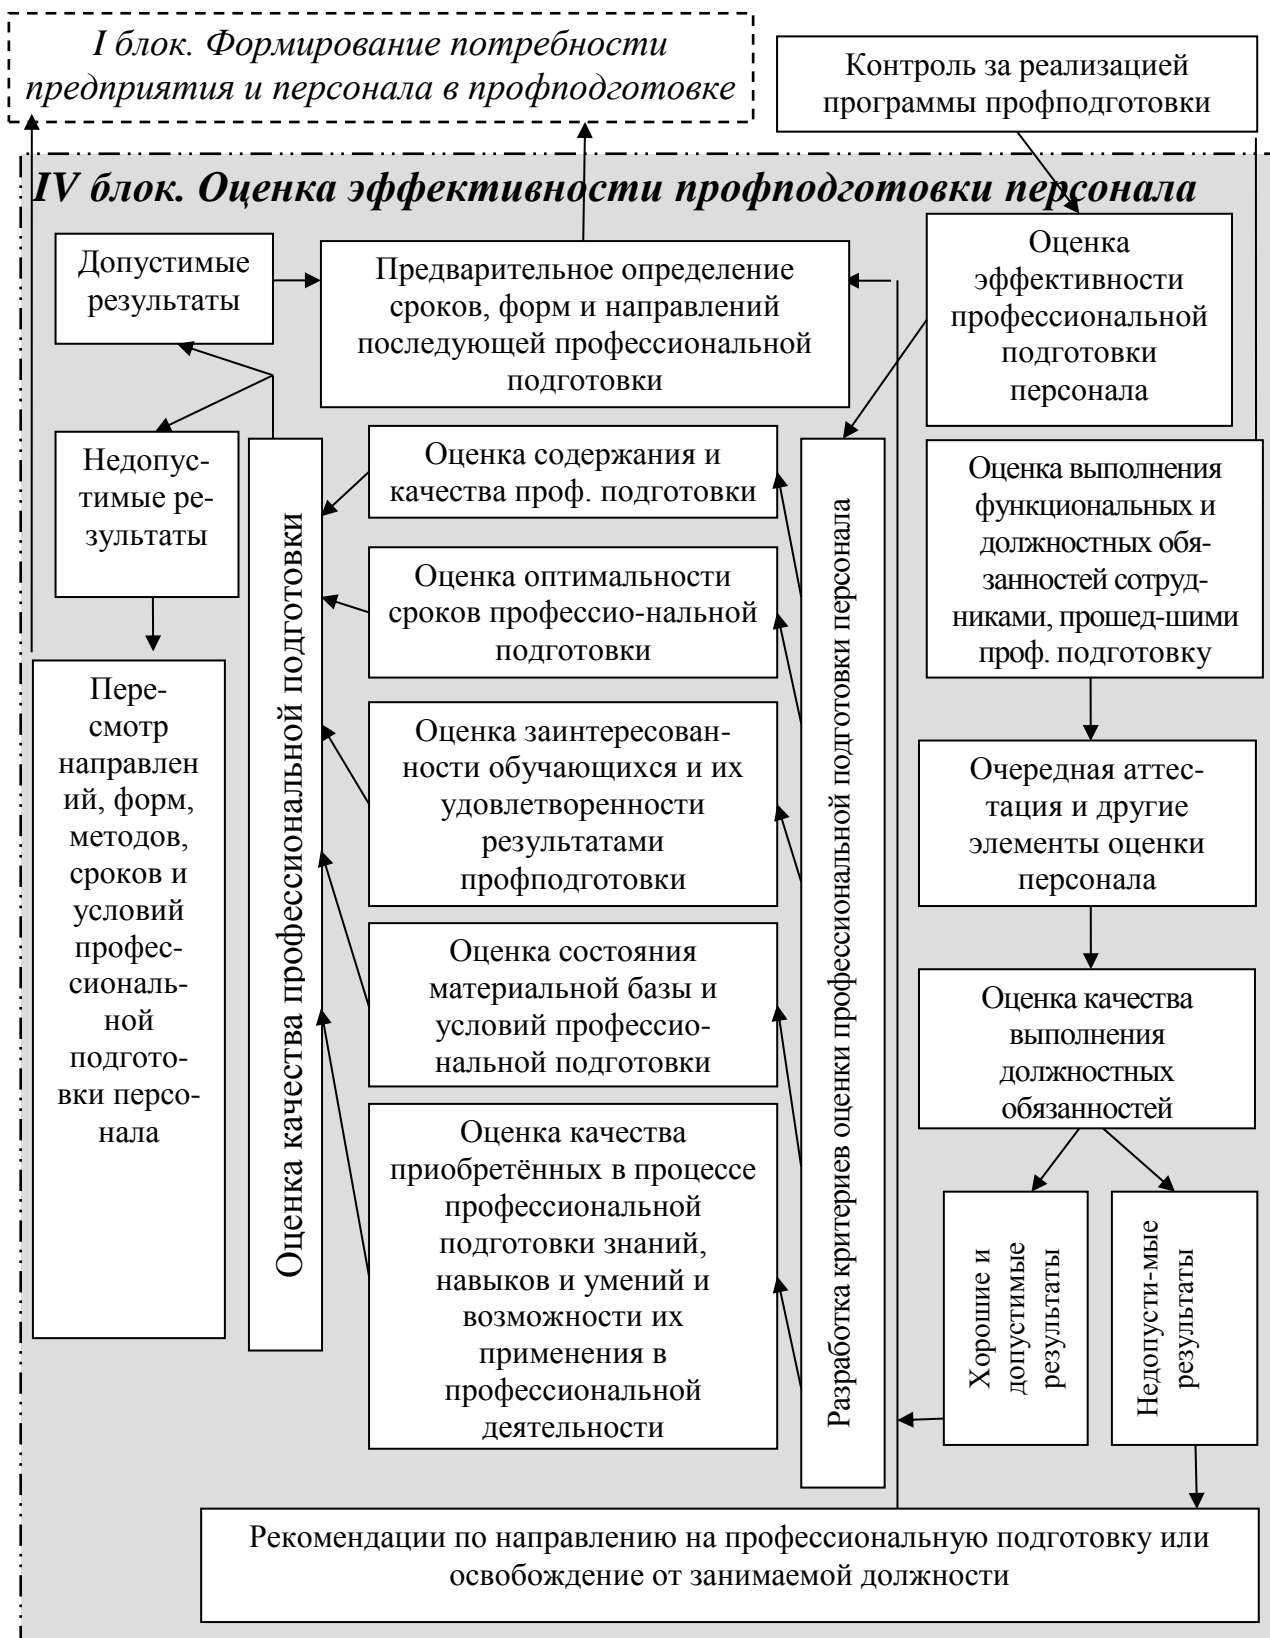 I блок. Формирование потребности
предприятия и персонала в профподготовке
Контроль за реализацией
программы профподготовки
IV блок. Оценка эффективности профподготовки персонала
Допустимые
результаты
Предварительное определение
сроков, форм и направлений
последующей профессиональной
подготовки
Оценка
эффективности
профессиональной
подготовки
персонала
Недопус-
тимые ре-
зультаты
Оценка качества профессиональной подготовки
Оценка содержания и
качества проф. подготовки
Оценка оптимальности
сроков профессио-нальной
подготовки
Оценка заинтересован-
ности обучающихся и их
удовлетворенности
результатами
профподготовки
Оценка состояния
материальной базы и
условий профессио-
нальной подготовки
Оценка качества
приобретённых в процессе
профессиональной
подготовки знаний,
навыков и умений и
возможности их
применения в
профессиональной
деятельности
Разработка критериев оценки профессиональной подготовки персонала
Оценка выполнения
функциональных и
должностных обя-
занностей сотруд-
никами, прошед-шими
проф. подготовку
Пере-
смотр
направлен
ий, форм,
методов,
сроков и
условий
профес-
сиональ-
ной
подгото-
вки персо-
нала
Очередная аттес-
тация и другие
элементы оценки
персонала
Оценка качества
выполнения
должностных
обязанностей
Хорошие и
допустимые
результаты
Недопусти-мые
результаты
Рекомендации по направлению на профессиональную подготовку или
освобождение от занимаемой должности